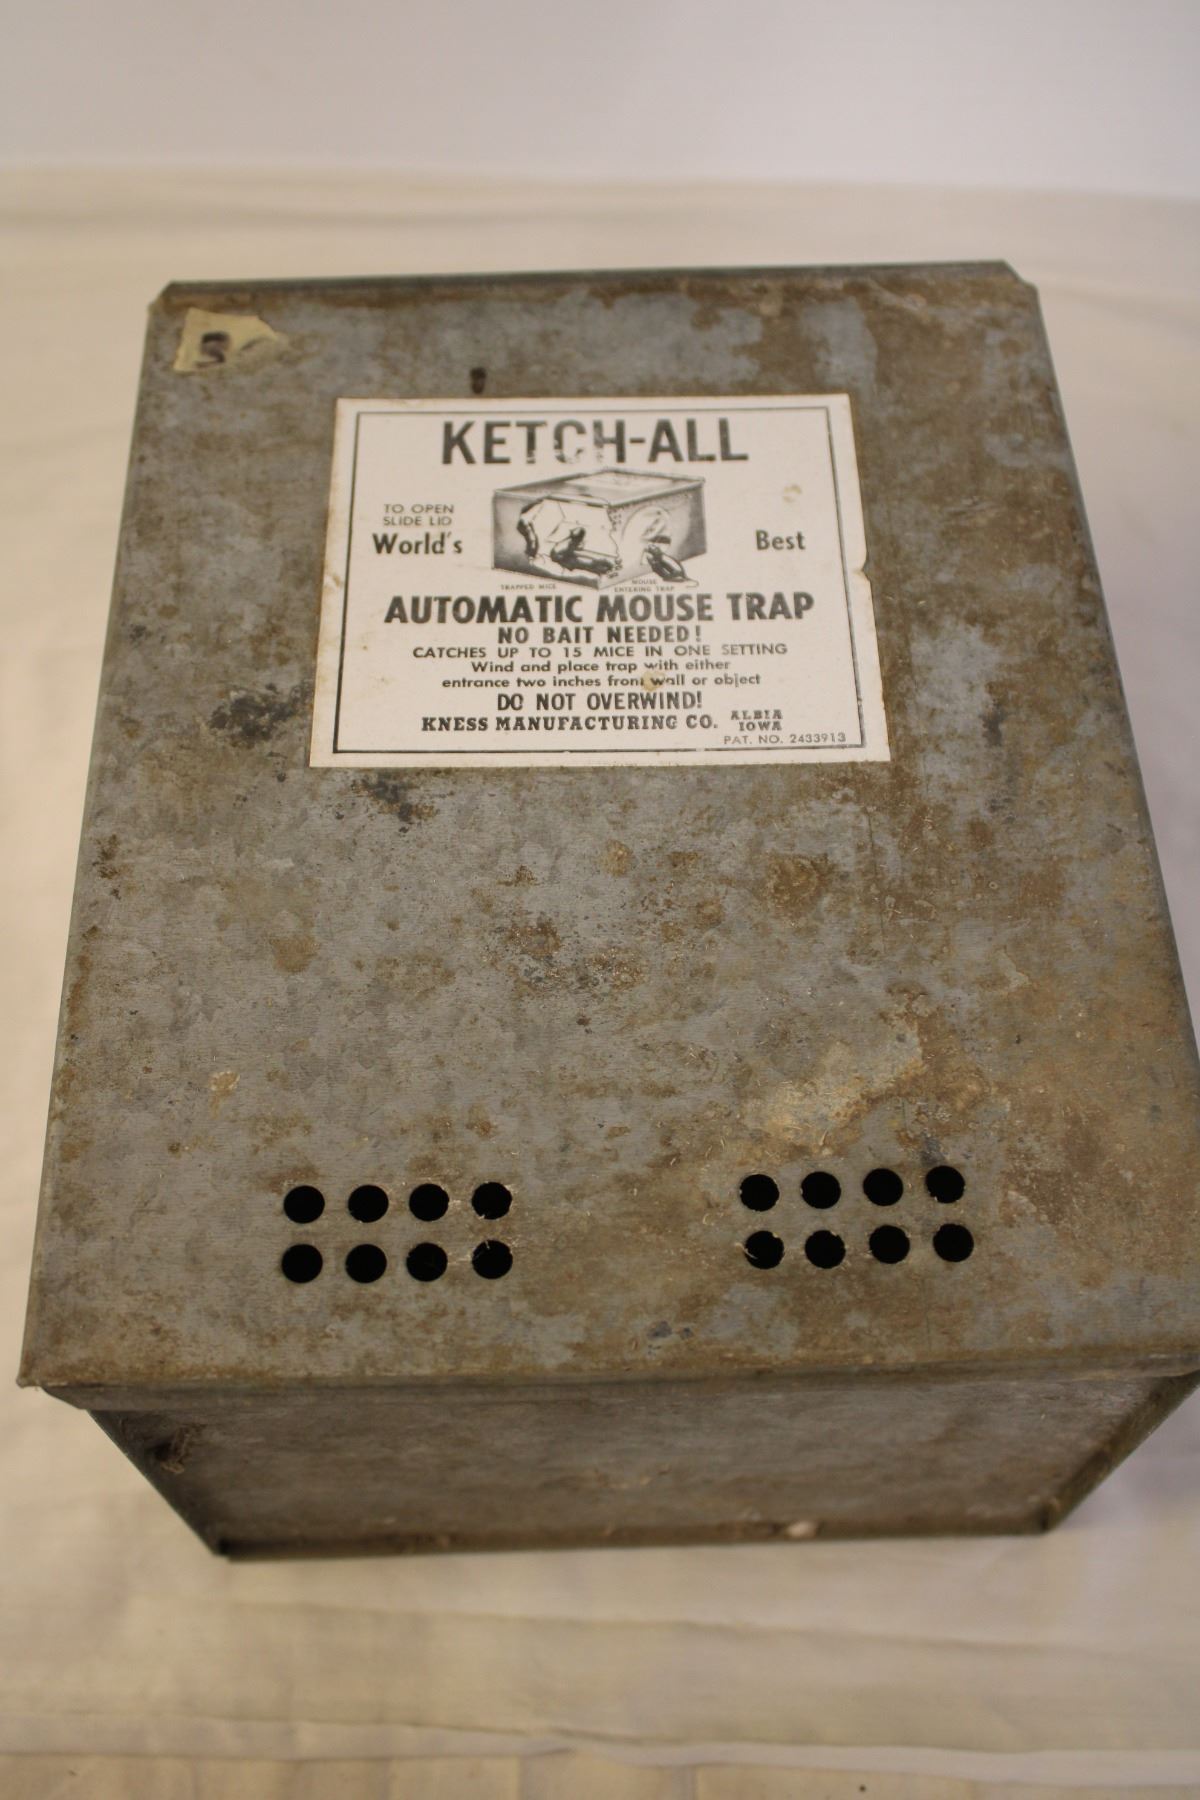 KETCH-ALL
TO OPEN
SLIDE LID
World's Best
TRAPPED MICE
MOUSE
ENTERING TRAP
AUTOMATIC MOUSE TRAP
NO BAIT NEEDED!
CATCHES UP TO 15 MICE IN ONE SETTING
Wind and place trap with either
entrance two inches from wall or object
DO NOT OVERWIND!
KNESS MANUFACTURING CO. ALBIA
IOWA
PAT. NO. 2433913